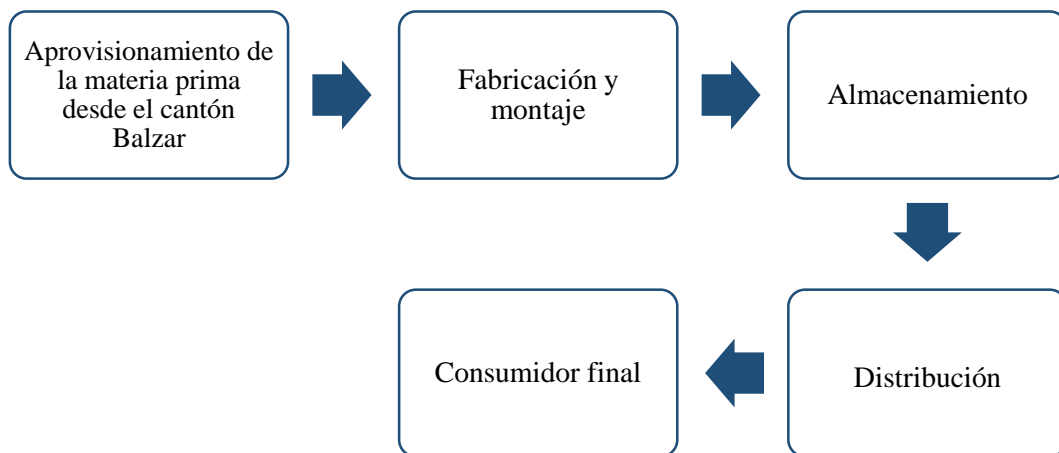 Aprovisionamiento de
la materia prima
desde el cantón
Balzar
Fabricación y
montaje
Almacenamiento
Distribución
Consumidor final